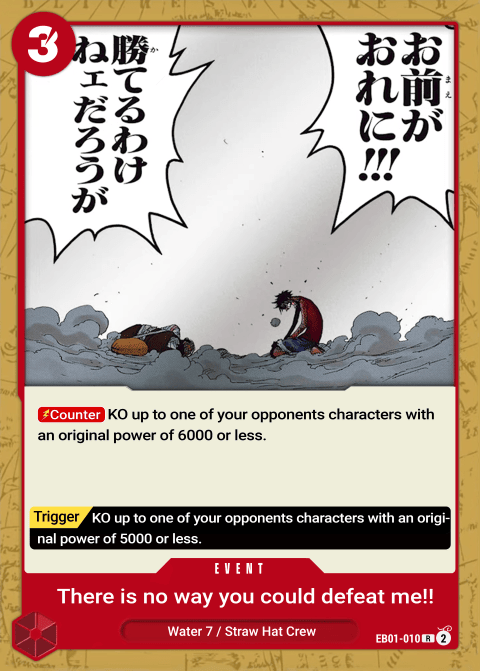 3
お前が
まえ
おれに!!!
勝てるわけ
か
ねェだろうが
Counter KO up to one of your opponents characters with
an original power of 6000 or less.
Trigger KO up to one of your opponents characters with an origi-
nal power of 5000 or less.
EVENT
There is no way you could defeat me!!
Water 7 / Straw Hat Crew
EB01-010 R 2